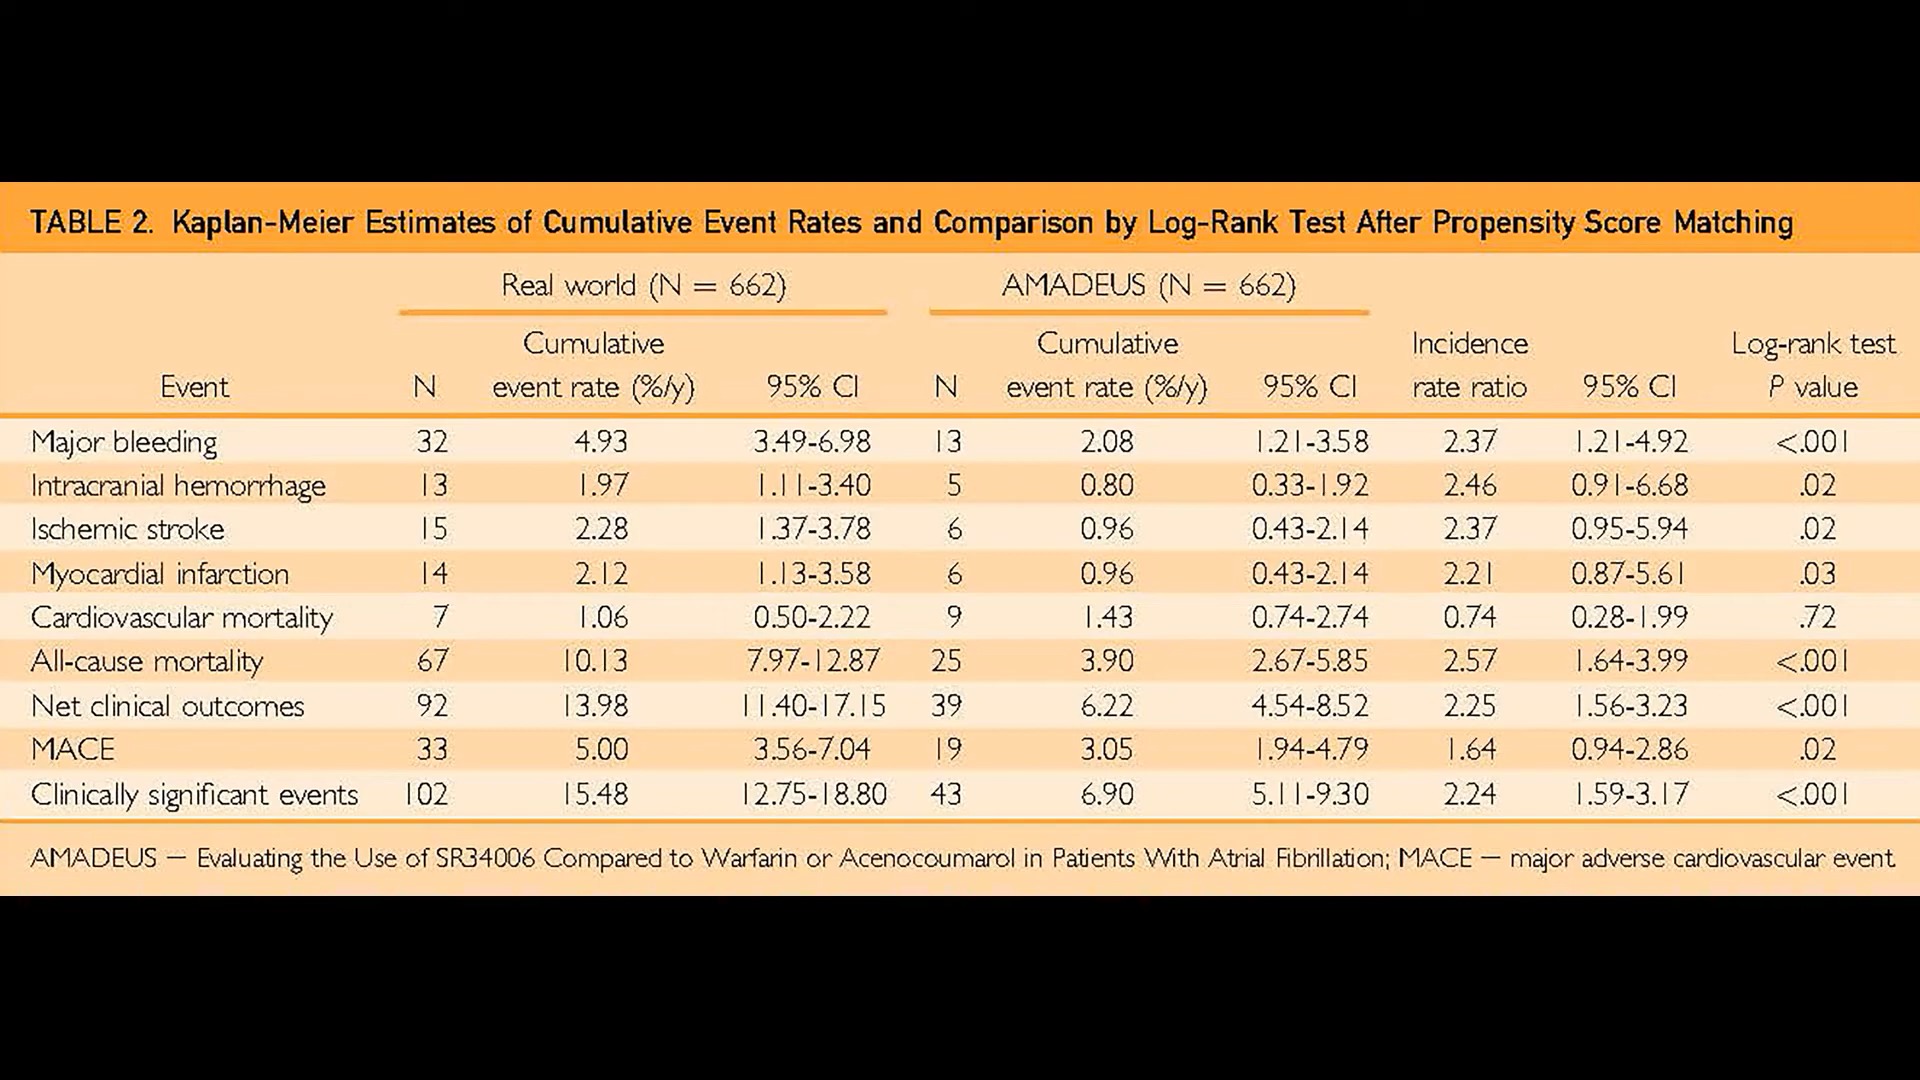 TABLE 2. Kaplan-Meier Estimates of Cumulative Event Rates and Comparison by Log-Rank Test After Propensity Score Matching
Real world (N = 662) AMADEUS (N = 662)
Cumulative Cumulative Incidence Log-rank test
Event N event rate (%/y) 95% CI N event rate (%/y) 95% CI rate ratio 95% CI P value
Major bleeding 32 4.93 3.49-6.98 13 2.08 1.21-3.58 2.37 1.21-4.92 <.001
Intracranial hemorrhage 13 1.97 1.11-3.40 5 0.80 0.33-1.92 2.46 0.91-6.68 .02
Ischemic stroke 15 2.28 1.37-3.78 6 0.96 0.43-2.14 2.37 0.95-5.94 .02
Myocardial infarction 14 2.12 1.13-3.58 6 0.96 0.43-2.14 2.21 0.87-5.61 .03
Cardiovascular mortality 7 1.06 0.50-2.22 9 1.43 0.74-2.74 0.74 0.28-1.99 .72
All-cause mortality 67 10.13 7.97-12.87 25 3.90 2.67-5.85 2.57 1.64-3.99 <.001
Net clinical outcomes 92 13.98 11.40-17.15 39 6.22 4.54-8.52 2.25 1.56-3.23 <.001
MACE 33 5.00 3.56-7.04 19 3.05 1.94-4.79 1.64 0.94-2.86 .02
Clinically significant events 102 15.48 12.75-18.80 43 6.90 5.11-9.30 2.24 1.59-3.17 <.001
AMADEUS — Evaluating the Use of SR34006 Compared to Warfarin or Acenocoumarol in Patients With Atrial Fibrillation; MACE — major adverse cardiovascular event.